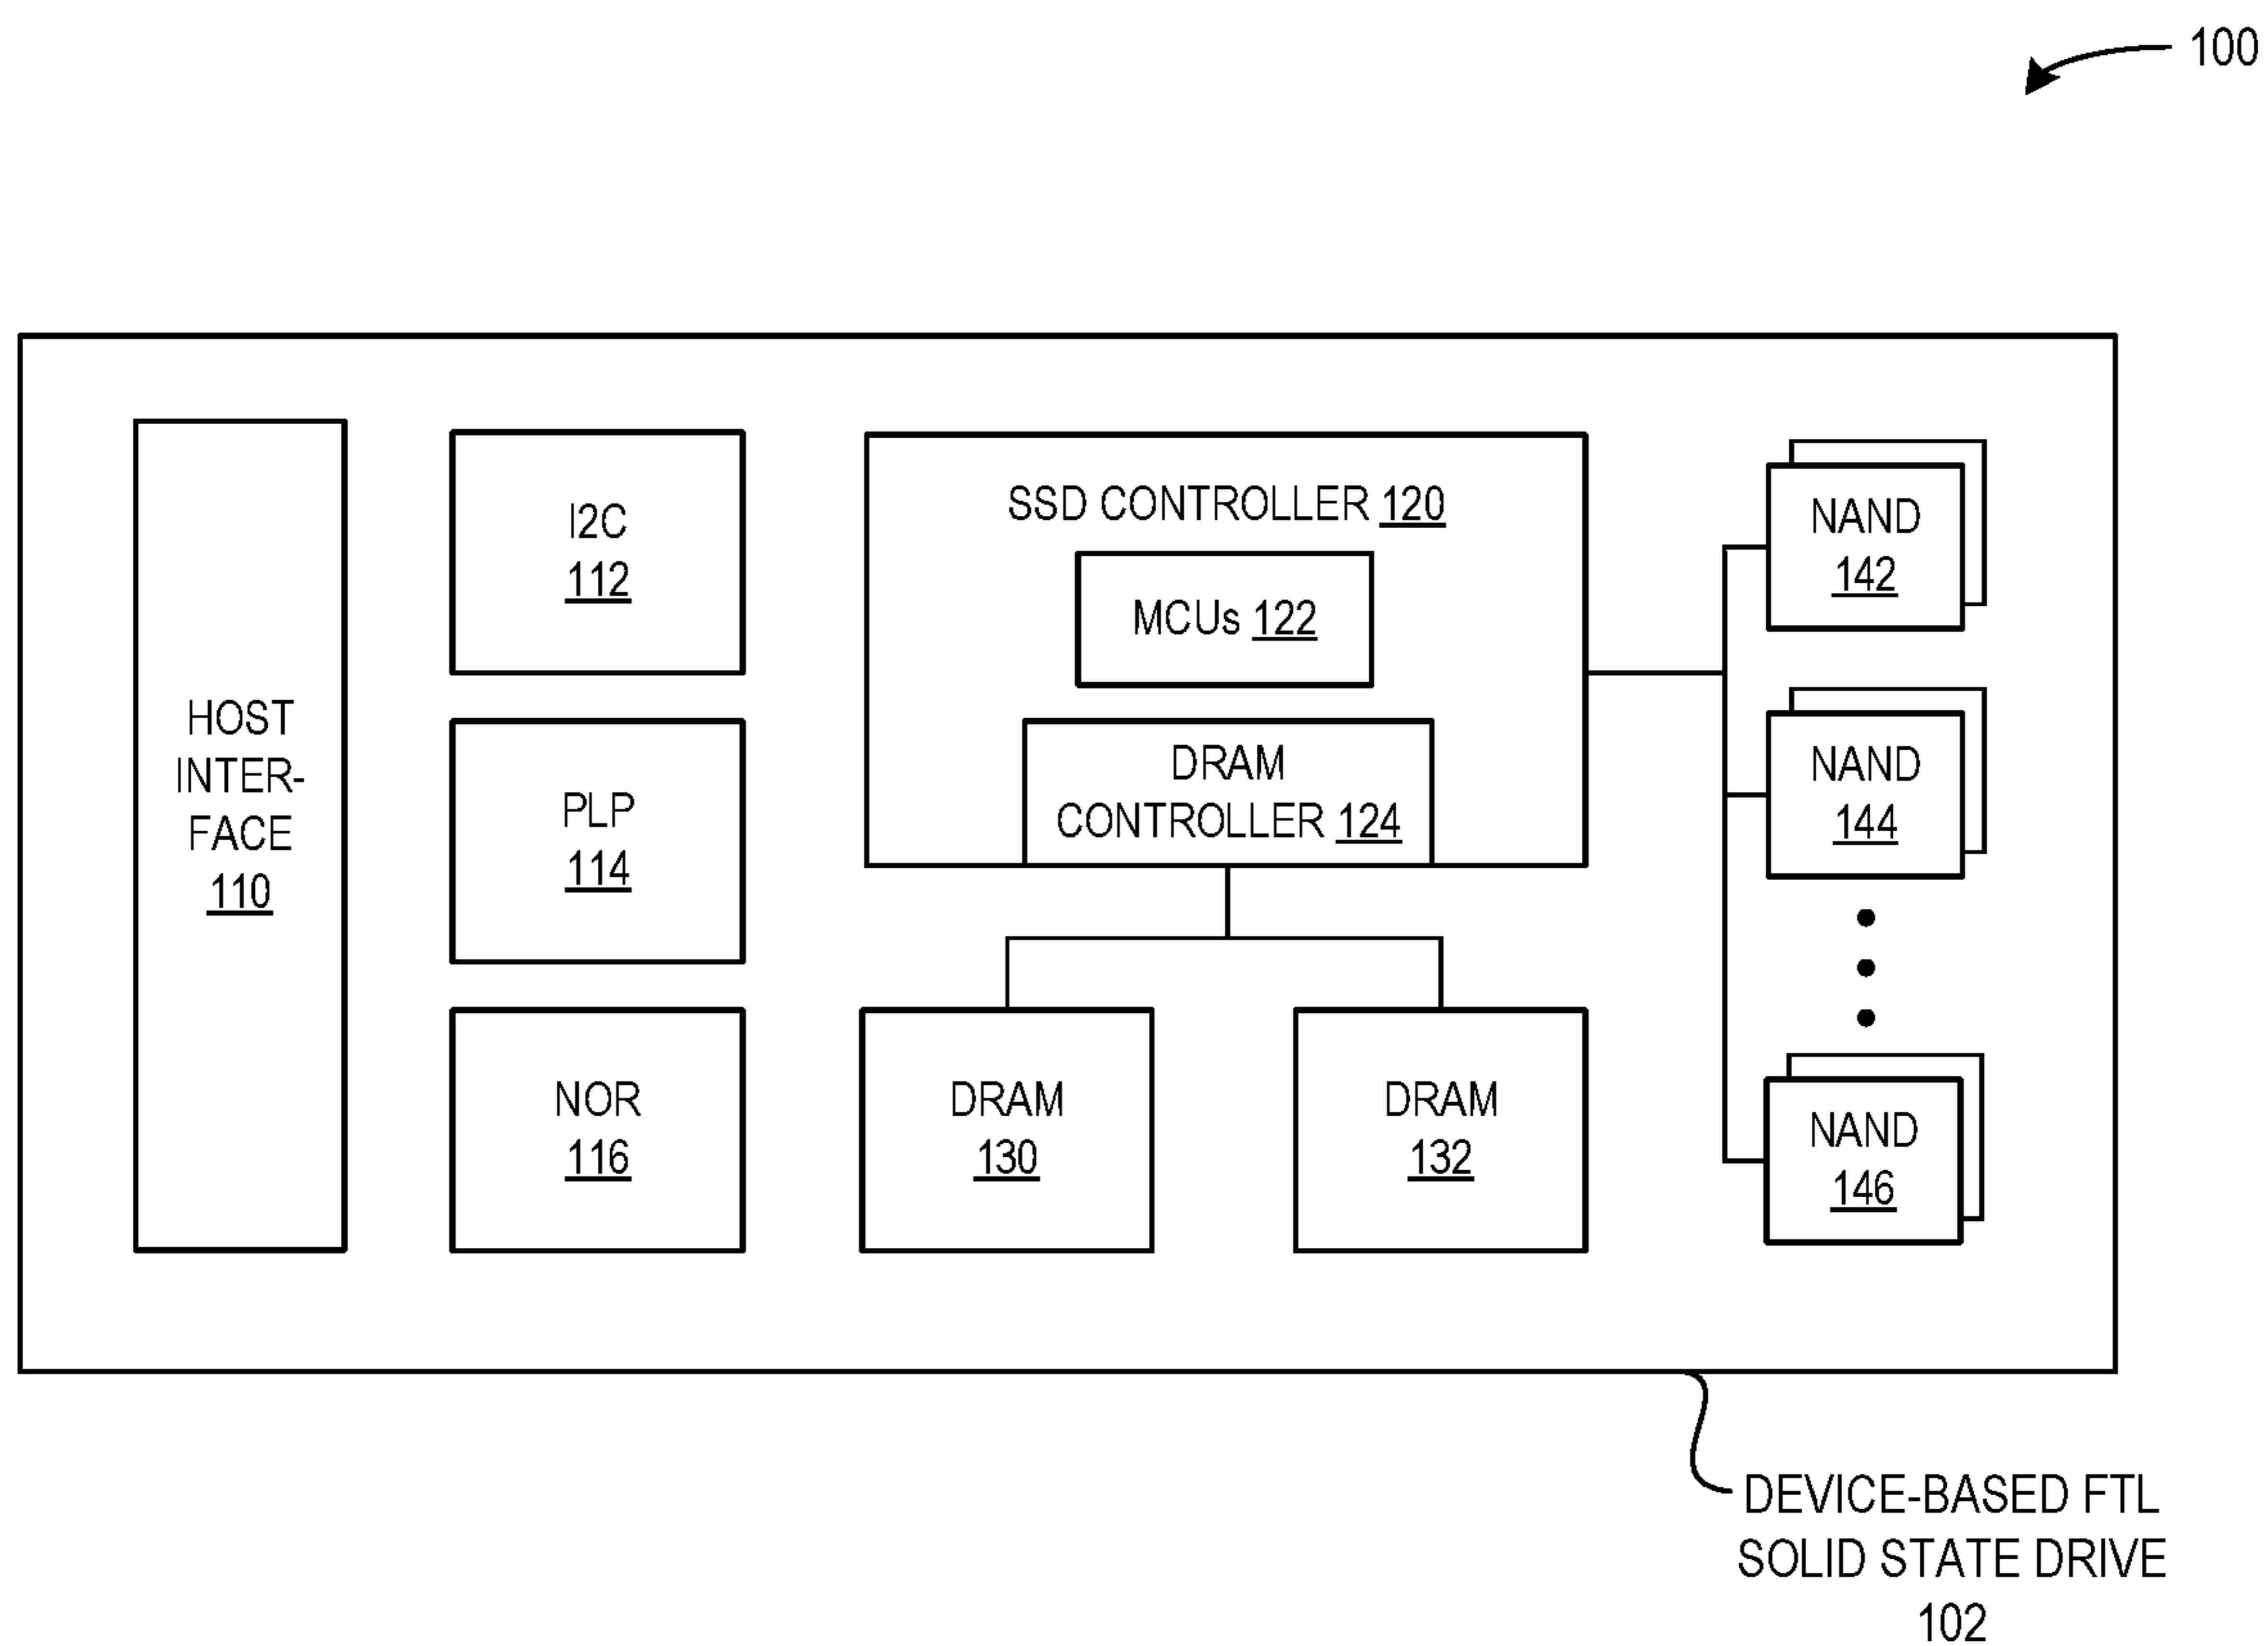 100
HOST
INTER-
FACE
110
I2C
112
PLP
114
NOR
116
SSD CONTROLLER 120
MCUs 122
DRAM
CONTROLLER 124
DRAM
130
DRAM
132
NAND
142
NAND
144
NAND
146
DEVICE-BASED FTL
SOLID STATE DRIVE
102